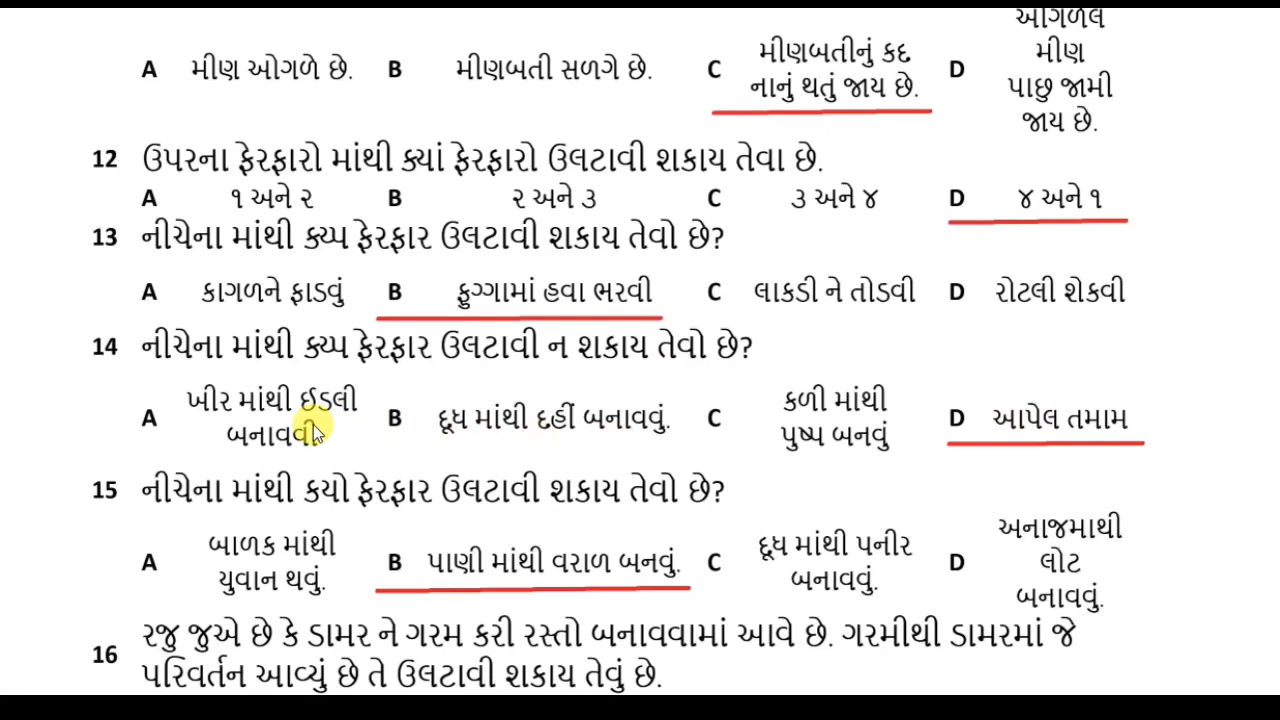 ઓગળેલ
A મીણ ઓગળે છે. B મીણબતી સળગે છે. C મીણબતીનું કદ નાનું થતું જાય છે. D મીણ પાછુ જામી જાય છે.
12 ઉપરના ફેરફારો માંથી ક્યાં ફેરફારો ઉલટાવી શકાય તેવા છે.
A ૧ અને ૨ B ૨ અને ૩ C ૩ અને ૪ D ૪ અને ૧
13 નીચેના માંથી ક્ય્પ ફેરફાર ઉલટાવી શકાય તેવો છે?
A કાગળને ફાડવું B ફુગ્ગામાં હવા ભરવી C લાકડી ને તોડવી D રોટલી શેકવી
14 નીચેના માંથી ક્ય્પ ફેરફાર ઉલટાવી ન શકાય તેવો છે?
A ખીર માંથી ઈડલી બનાવવી B દૂધ માંથી દહીં બનાવવું. C કળી માંથી પુષ્પ બનવું D આપેલ તમામ
15 નીચેના માંથી કયો ફેરફાર ઉલટાવી શકાય તેવો છે?
A બાળક માંથી યુવાન થવું. B પાણી માંથી વરાળ બનવું. C દૂધ માંથી પનીર બનાવવું. D અનાજમાથી લોટ બનાવવું.
16 રજુ જુએ છે કે ડામર ને ગરમ કરી રસ્તો બનાવવામાં આવે છે. ગરમીથી ડામરમાં જે
પરિવર્તન આવ્યું છે તે ઉલટાવી શકાય તેવું છે.